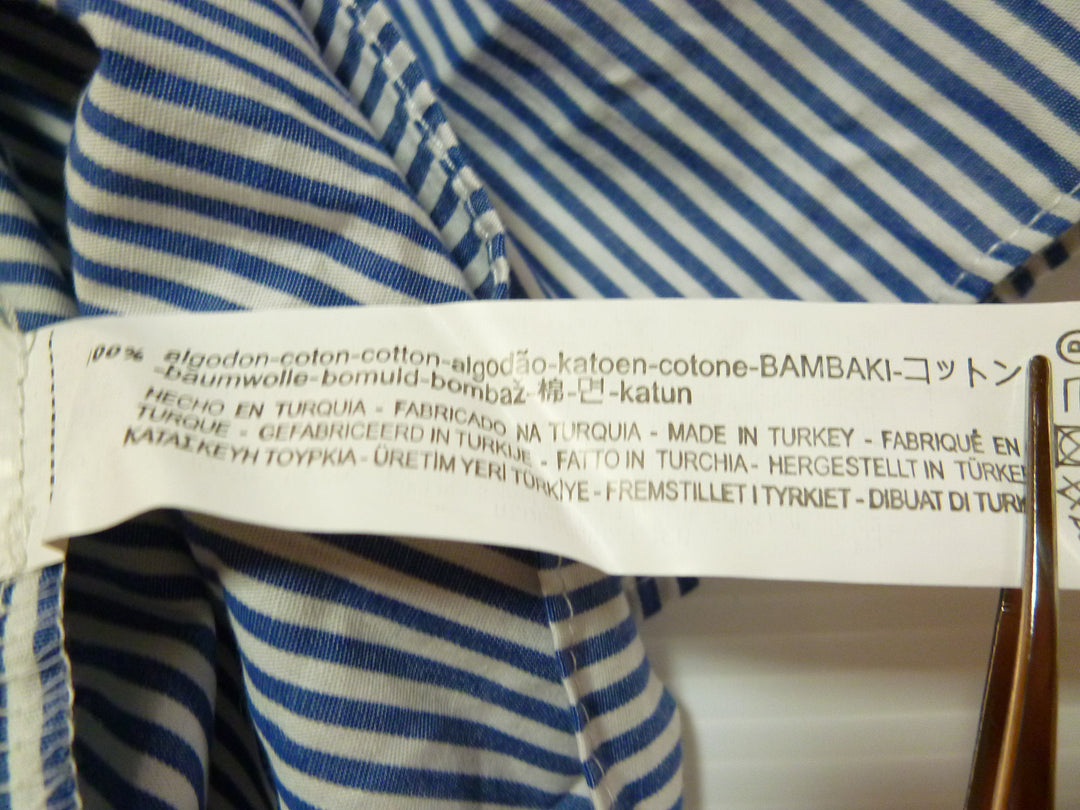 100% algodon-coton-cotton-algodão-katoen-cotone-BAMBAKI-コットン
-baumwolle-bomuld-bombaž-棉-면-katun
HECHO EN TURQUIA - FABRICADO NA TURQUIA - MADE IN TURKEY - FABRIQUÉ EN
TURQUE - GEFABRICEERD IN TURKIJE - FATTO IN TURCHIA - HERGESTELLT IN TÜRKEI
ΚΑΤΑΣΚΕΥΗ ΤΟΥΡΚΙΑ - ÜRETİM YERİ TÜRKİYE - FREMSTILLET I TYRKIET - DIBUAT DI TURK